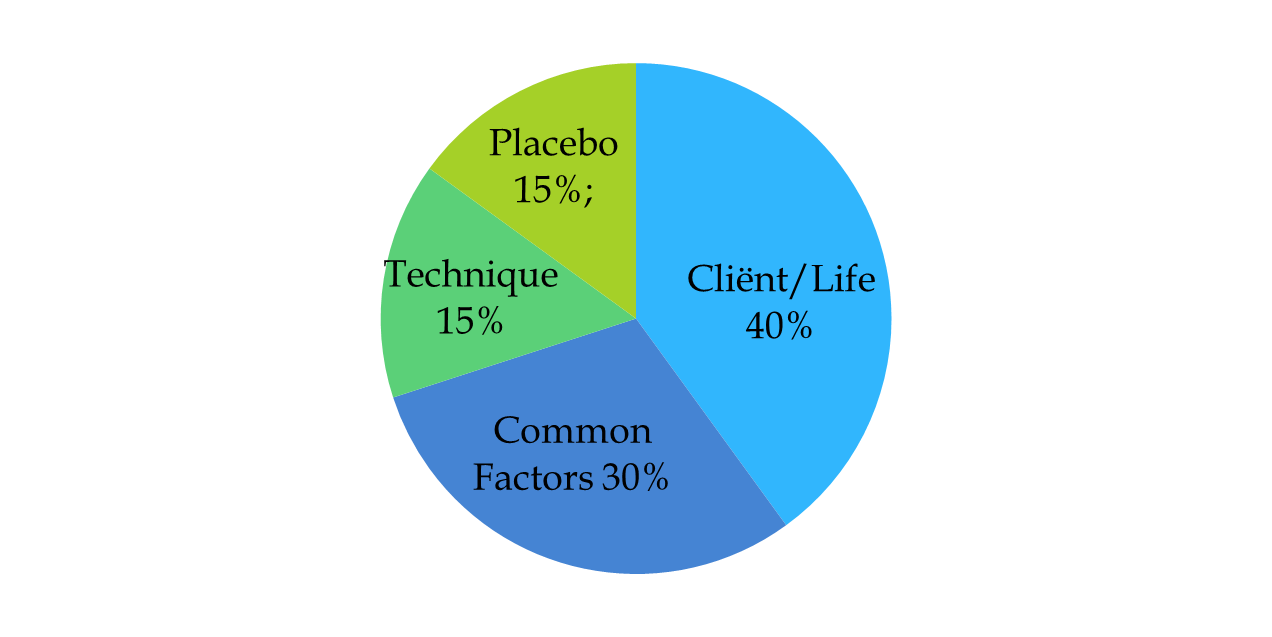 Placebo
15%;
Cliënt/Life
40%
Technique
15%
Common
Factors 30%